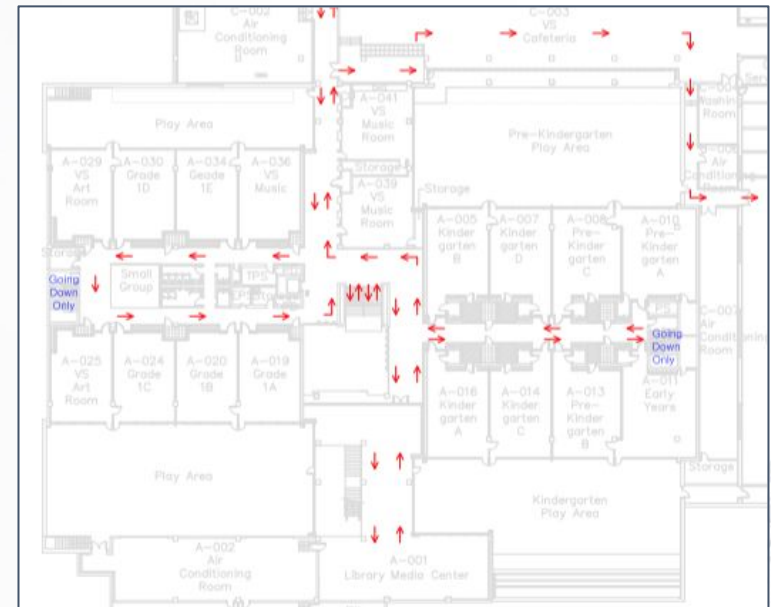 C-002
Air
Conditioning
Room
C-003
VS
Cafeteria
Play Area
A-041
VS
Music
Room
Pre-Kindergarten
Play Area
Room
Air
A-029
VS
Art
Room
A-030
Grade
1D
A-034
Grade
1E
A-036
VS
Music
Storage
A-039
VS
Music
Room
Storage
A-005
Kinder
garten
B
A-007
Kinder
garten
D
A-008
Pre-
Kinder
garten
C
A-010
Pre-
Kinder
garten
A
Storage
Going
Down
Only
Small
Group
TPS
Going
Down
Only
C-007
Air
Conditioning
Room
A-025
VS
Art
Room
A-024
Grade
1C
A-020
Grade
1B
A-019
Grade
1A
A-016
Kinder
garten
A
A-014
Kinder
garten
C
A-013
Pre-
Kinder
garten
B
A-011
Early
Years
Storage
Play Area
Kindergarten
Play Area
A-002
Air
Conditioning
Room
A-001
Library Media Center